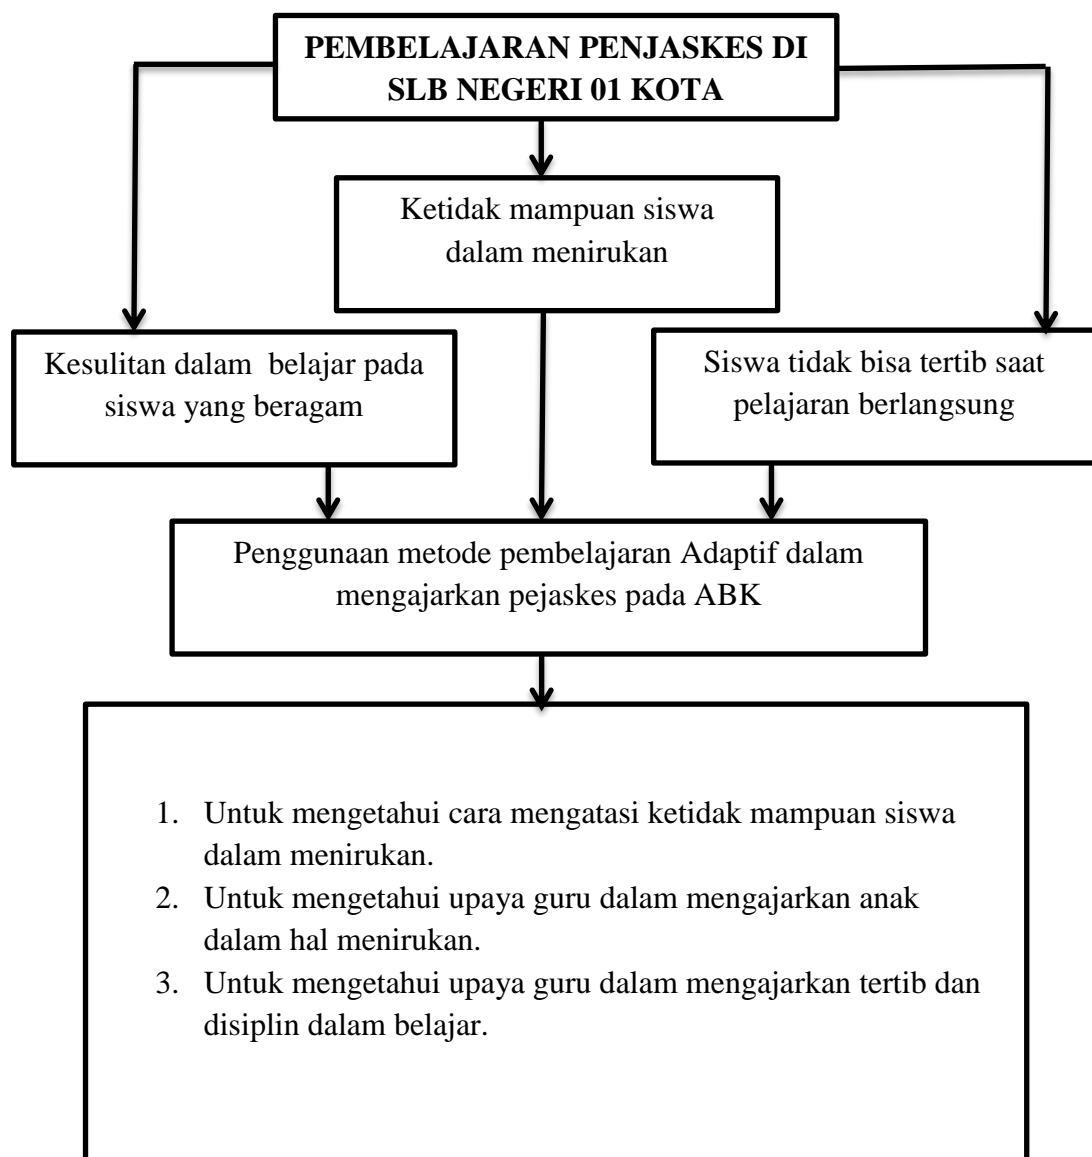 PEMBELAJARAN PENJASKES DI
SLB NEGERI 01 KOTA
Ketidak mampuan siswa
dalam menirukan
Kesulitan dalam  belajar pada
siswa yang beragam
Siswa tidak bisa tertib saat
pelajaran berlangsung
Penggunaan metode pembelajaran Adaptif dalam
mengajarkan pejaskes pada ABK
1. Untuk mengetahui cara mengatasi ketidak mampuan siswa
dalam menirukan.
2. Untuk mengetahui upaya guru dalam mengajarkan anak
dalam hal menirukan.
3. Untuk mengetahui upaya guru dalam mengajarkan tertib dan
disiplin dalam belajar.